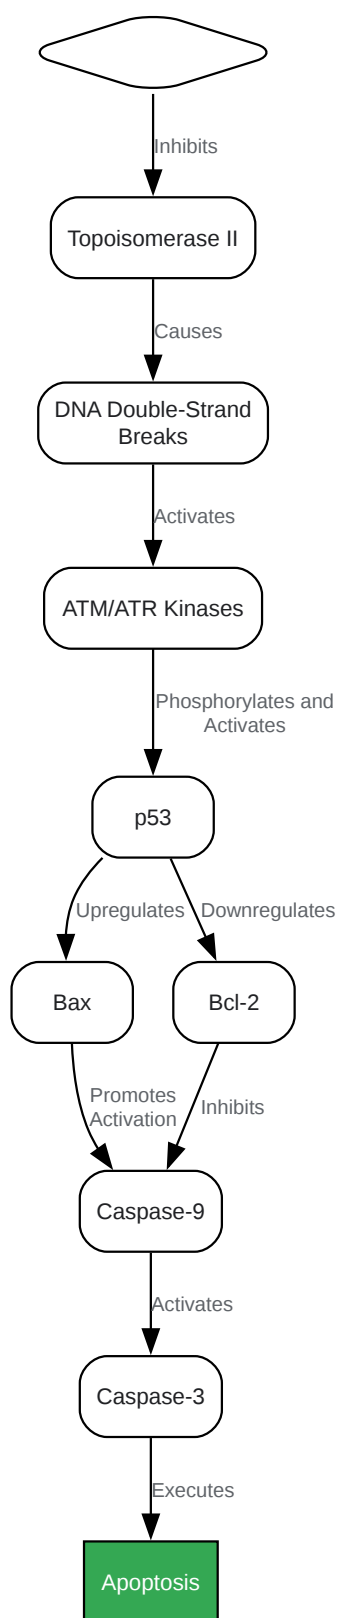 Inhibits
Topoisomerase II
Causes
DNA Double-Strand
Breaks
Activates
ATM/ATR Kinases
Phosphorylates and
Activates
p53
Upregulates
Downregulates
Bax
Bcl-2
Promotes
Activation
Inhibits
Caspase-9
Activates
Caspase-3
Executes
Apoptosis